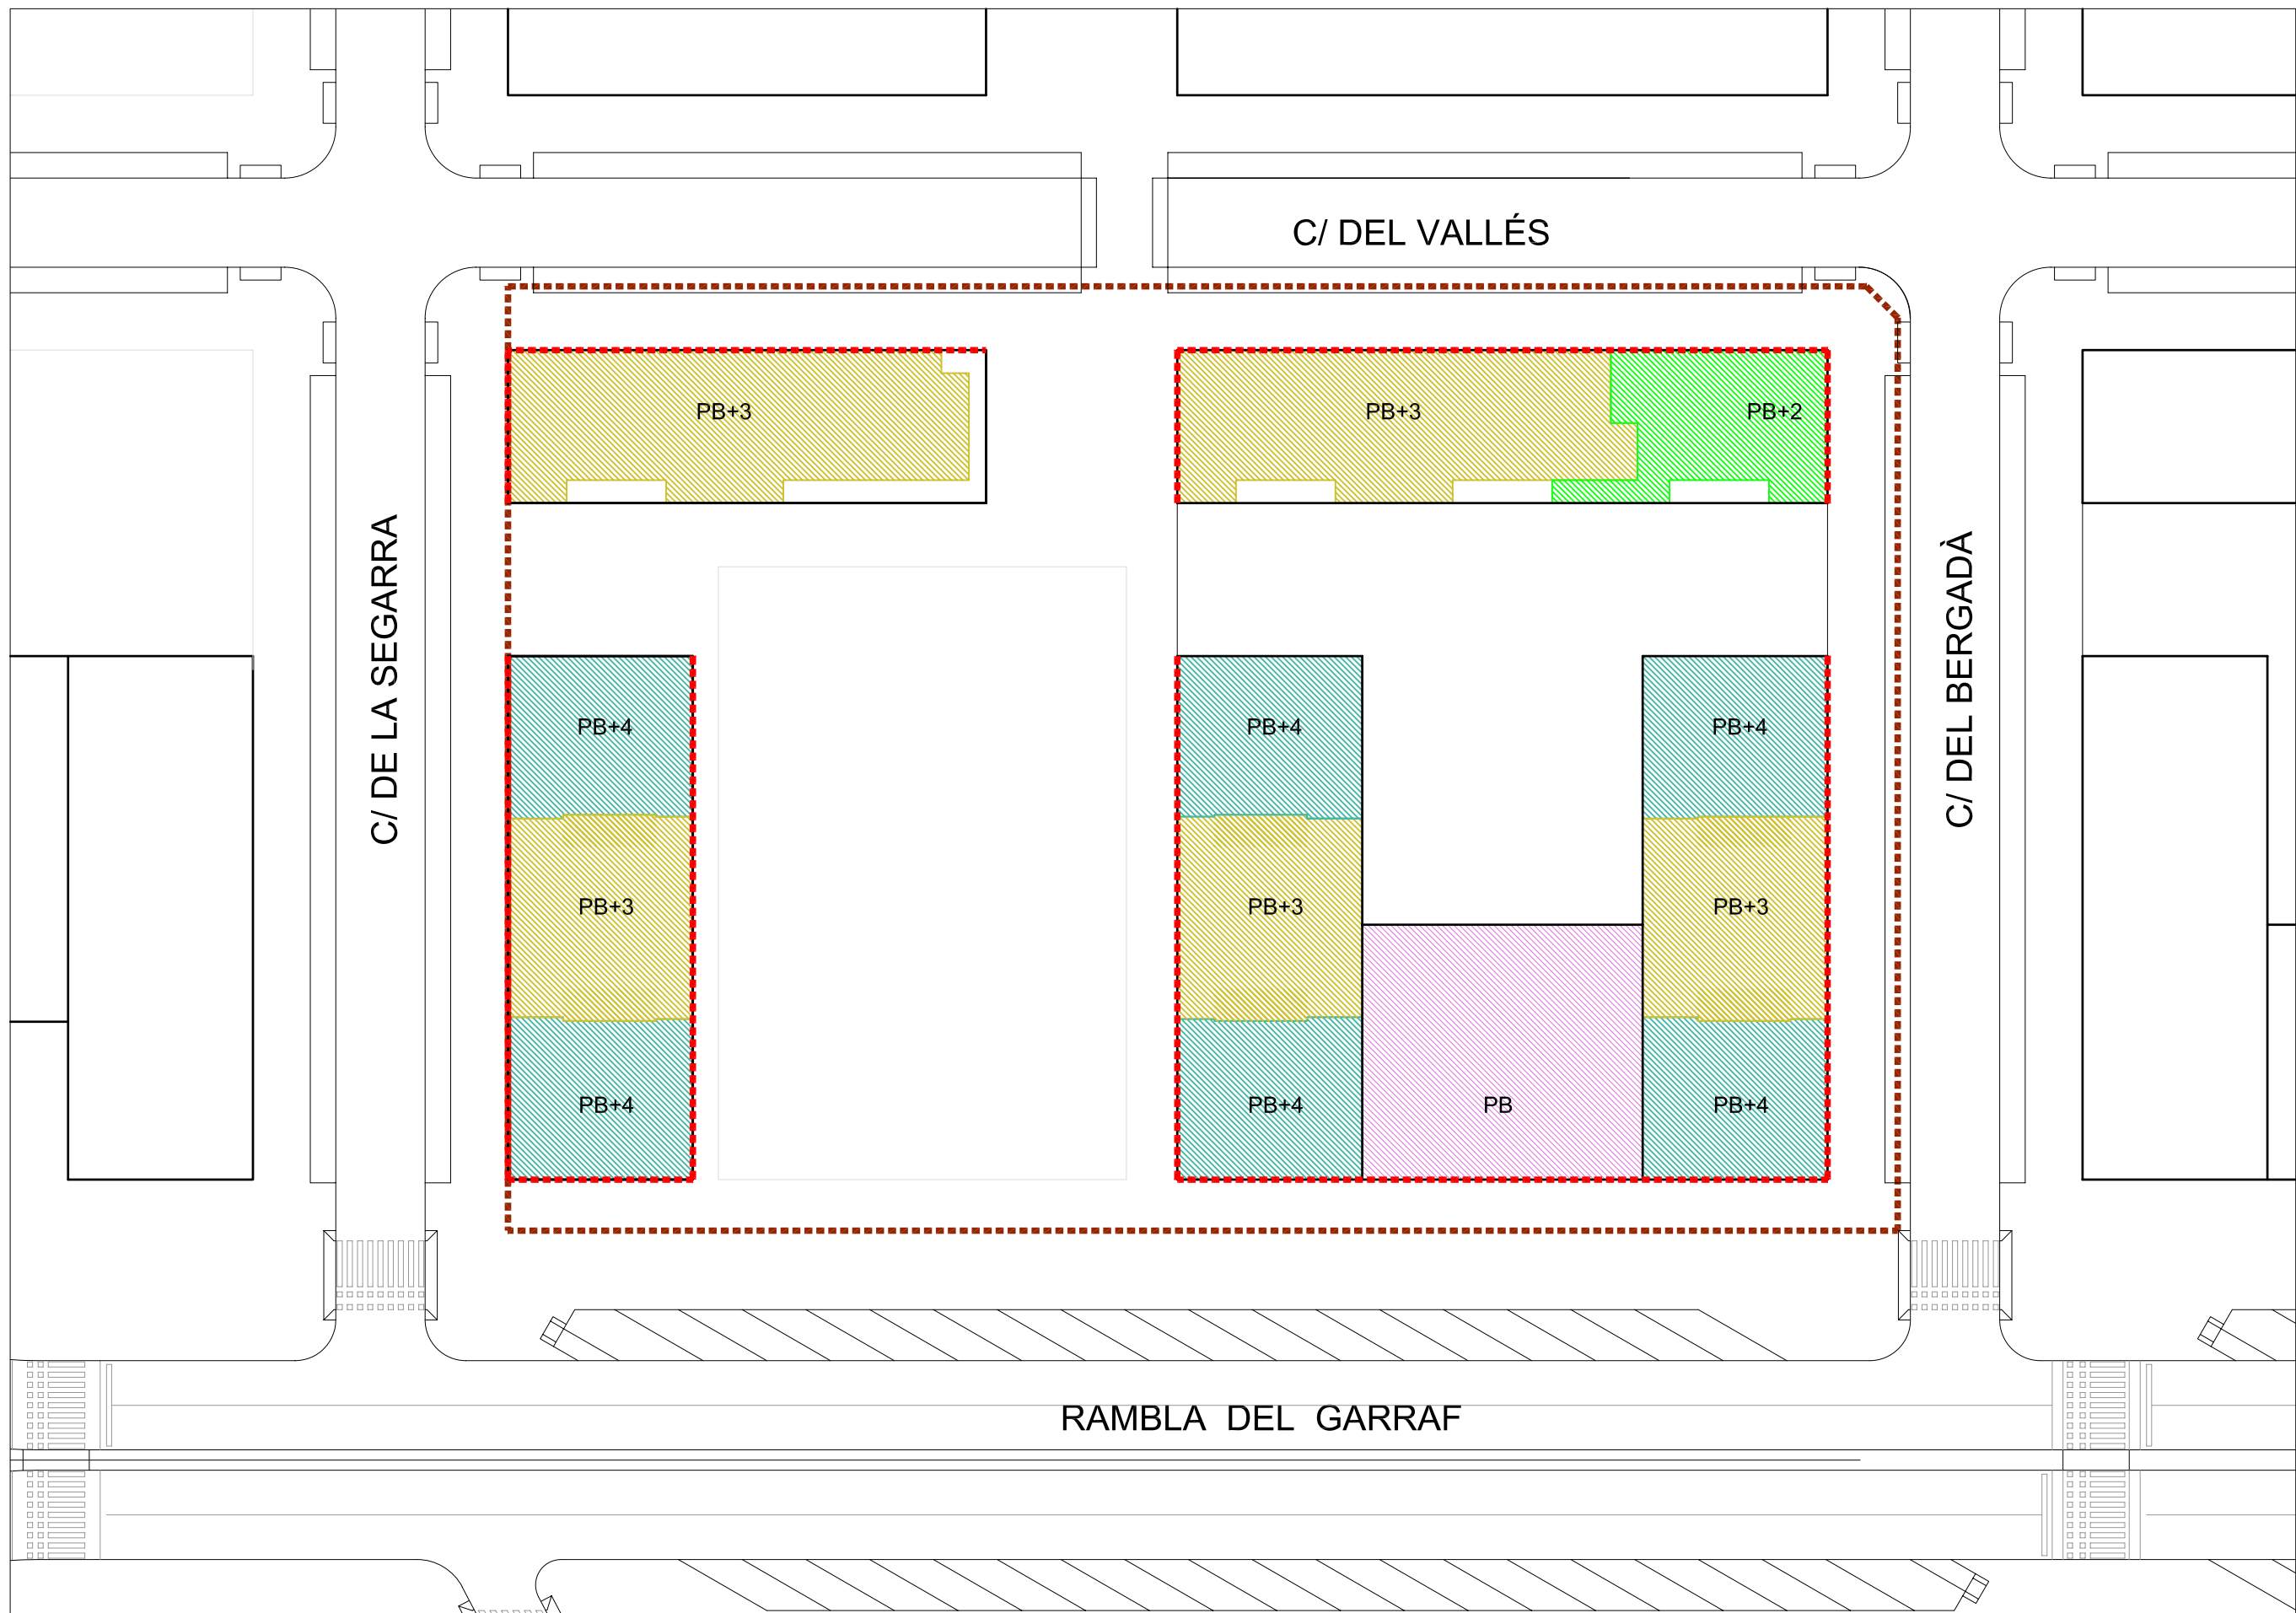 C/ DEL VALLÉS
PB+3
PB+3
PB+2
C/ DE LA SEGARRA
C/ DEL BERGADÀ
PB+4
PB+4
PB+4
PB+3
PB+3
PB+3
PB+4
PB+4
PB
PB+4
RAMBLA DEL GARRAF